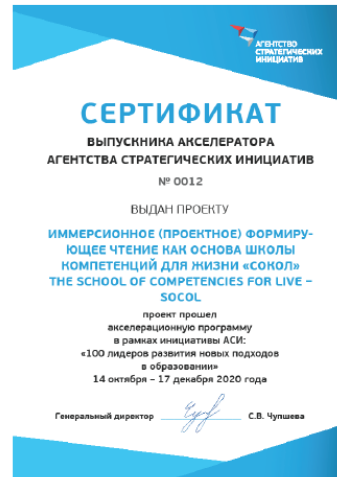 АГЕНТСТВО
СТРАТЕГИЧЕСКИХ
ИНИЦИАТИВ
СЕРТИФИКАТ
ВЫПУСКНИКА АКСЕЛЕРАТОРА
АГЕНТСТВА СТРАТЕГИЧЕСКИХ ИНИЦИАТИВ
№ 0012
ВЫДАН ПРОЕКТУ
ИММЕРСИОННОЕ (ПРОЕКТНОЕ) ФОРМИРУ-
ЮЩЕЕ ЧТЕНИЕ КАК ОСНОВА ШКОЛЫ
КОМПЕТЕНЦИЙ ДЛЯ ЖИЗНИ «СОКОЛ»
THE SCHOOL OF COMPETENCIES FOR LIVE –
SOCOL
проект прошел
акселерационную программу
в рамках инициативы АСИ:
«100 лидеров развития новых подходов
в образовании»
14 октября – 17 декабря 2020 года
Генеральный директор С.В. Чупшева